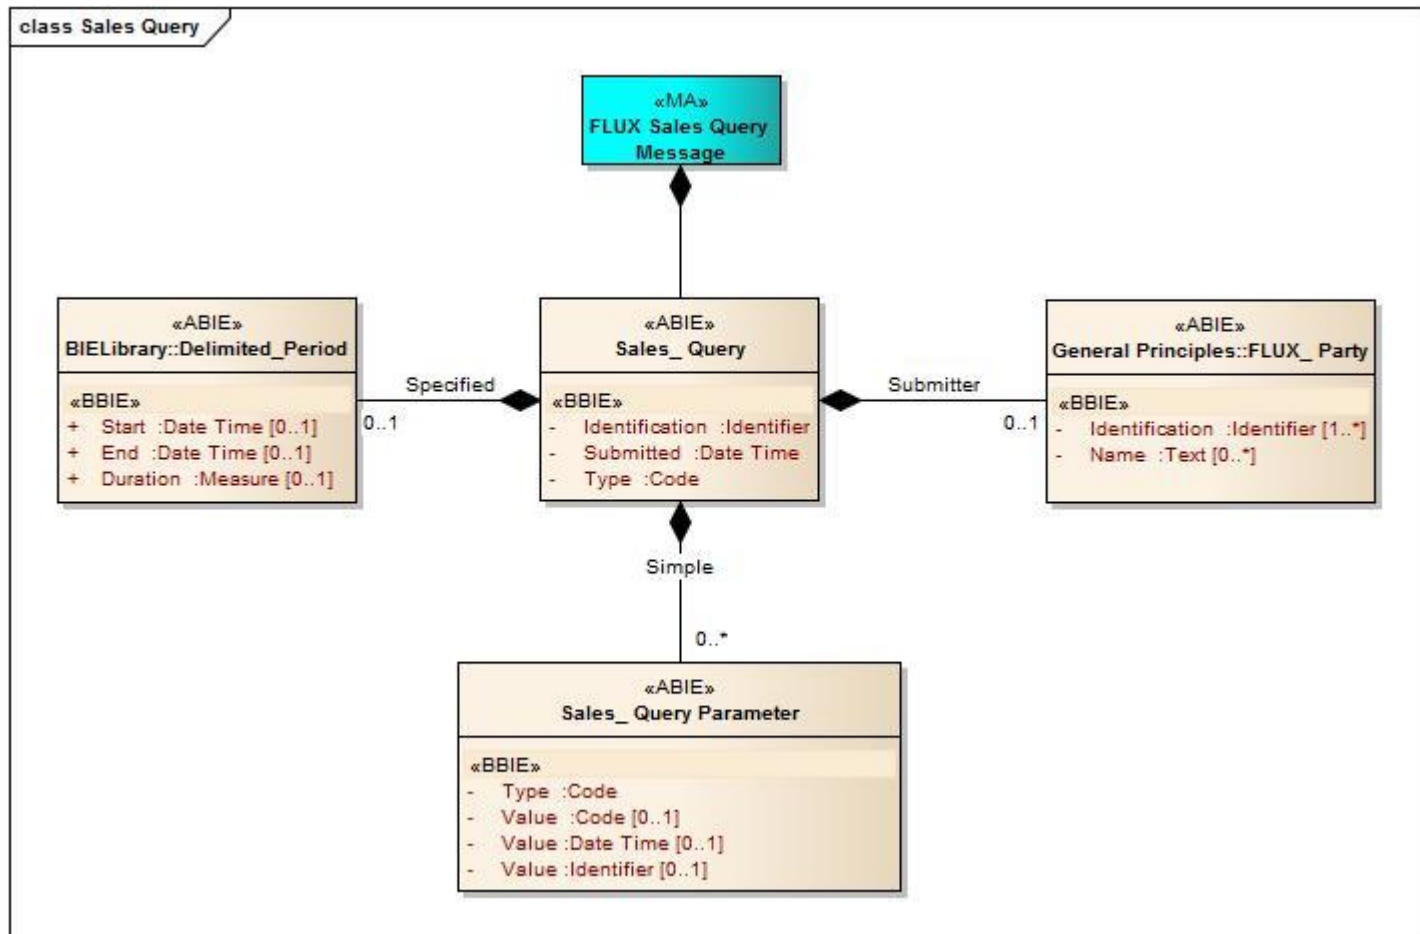 class Sales Query
«MA»
FLUX Sales Query
Message
«ABIE»
BIELibrary::Delimited_Period
«BBIE»
+ Start :Date Time [0..1]
+ End :Date Time [0..1]
+ Duration :Measure [0..1]
Specified
0..1
«ABIE»
Sales_ Query
«BBIE»
- Identification :Identifier
- Submitted :Date Time
- Type :Code
Submitter
0..1
«ABIE»
General Principles::FLUX_ Party
«BBIE»
- Identification :Identifier [1..*]
- Name :Text [0..*]
Simple
0..*
«ABIE»
Sales_ Query Parameter
«BBIE»
- Type :Code
- Value :Code [0..1]
- Value :Date Time [0..1]
- Value :Identifier [0..1]